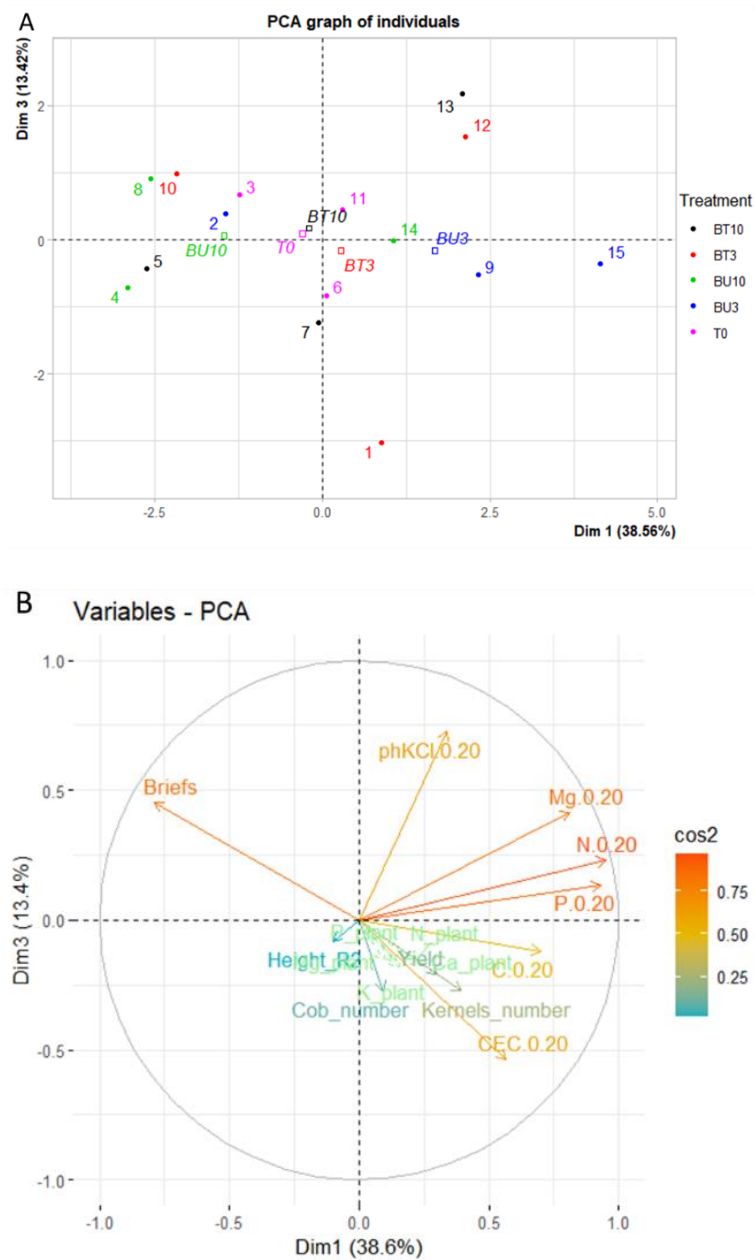 A
PCA graph of individuals
Dim 3 (13.42%)
2
0
-2
13
12
8
10
3
11
2
BT10
14
BU3
BU10
T0
BT3
5
9
15
4
6
7
1
-2.5
0.0
2.5
5.0
Dim 1 (38.56%)
Treatment
BT10
BT3
BU10
BU3
T0
B
Variables - PCA
1.0
0.5
0.0
-0.5
-1.0
Dim3 (13.4%)
phKCl.0.20
Briefs
Mg.0.20
N.0.20
P.0.20
P_plant
N_plant
Height_R2
Mg_plant
Yield
Ca_plant
C.0.20
K_plant
Cob_number
Kernels_number
CEC.0.20
-1.0
-0.5
0.0
0.5
1.0
Dim1 (38.6%)
cos2
0.75
0.50
0.25